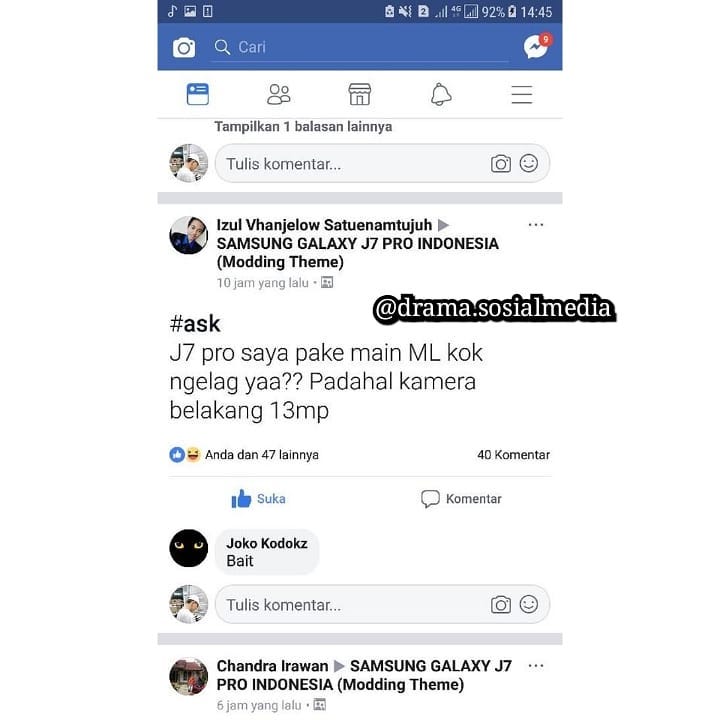 92% 14:45
Cari
9
Tampilkan 1 balasan lainnya
Tulis komentar...
Izul Vhanjelow Satuenamtujuh ▶
SAMSUNG GALAXY J7 PRO INDONESIA
(Modding Theme)
10 jam yang lalu •
@drama.sosialmedia
#ask
J7 pro saya pake main ML kok
ngelag yaa?? Padahal kamera
belakang 13mp
Anda dan 47 lainnya 40 Komentar
Suka Komentar
Joko Kodokz
Bait
Tulis komentar...
Chandra Irawan ▶ SAMSUNG GALAXY J7
PRO INDONESIA (Modding Theme)
6 jam yang lalu •